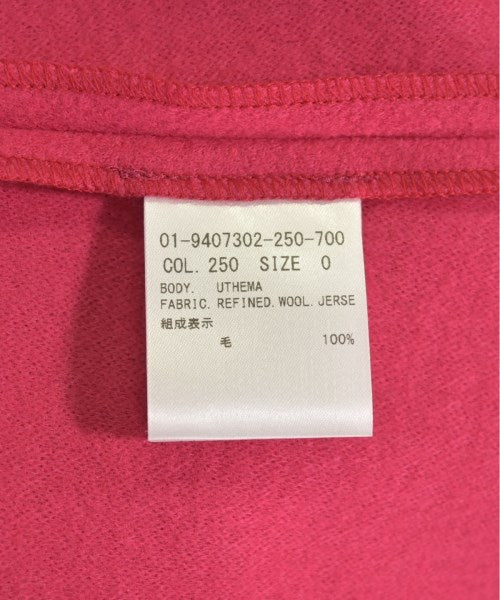 01-9407302-250-700
COL. 250 SIZE 0
BODY. UTHEMA
FABRIC. REFINED. WOOL. JERSE
組成表示
毛 100%